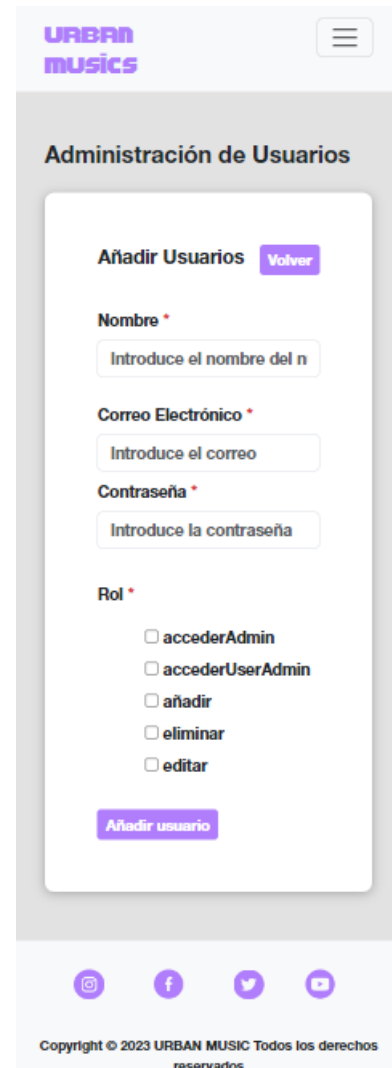 URBAN
musics
Administración de Usuarios
Añadir Usuarios Volver
Nombre *
Introduce el nombre del n
Correo Electrónico *
Introduce el correo
Contraseña *
Introduce la contraseña
Rol *
accederAdmin
accederUserAdmin
añadir
eliminar
editar
Añadir usuario
Copyright © 2023 URBAN MUSIC Todos los derechos
reservados